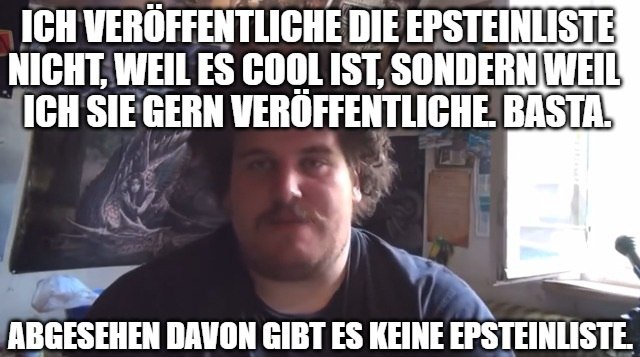 ICH VERÖFFENTLICHE DIE EPSTEINLISTE
NICHT, WEIL ES COOL IST, SONDERN WEIL
ICH SIE GERN VERÖFFENTLICHE. BASTA.
ABGESEHEN DAVON GIBT ES KEINE EPSTEINLISTE.